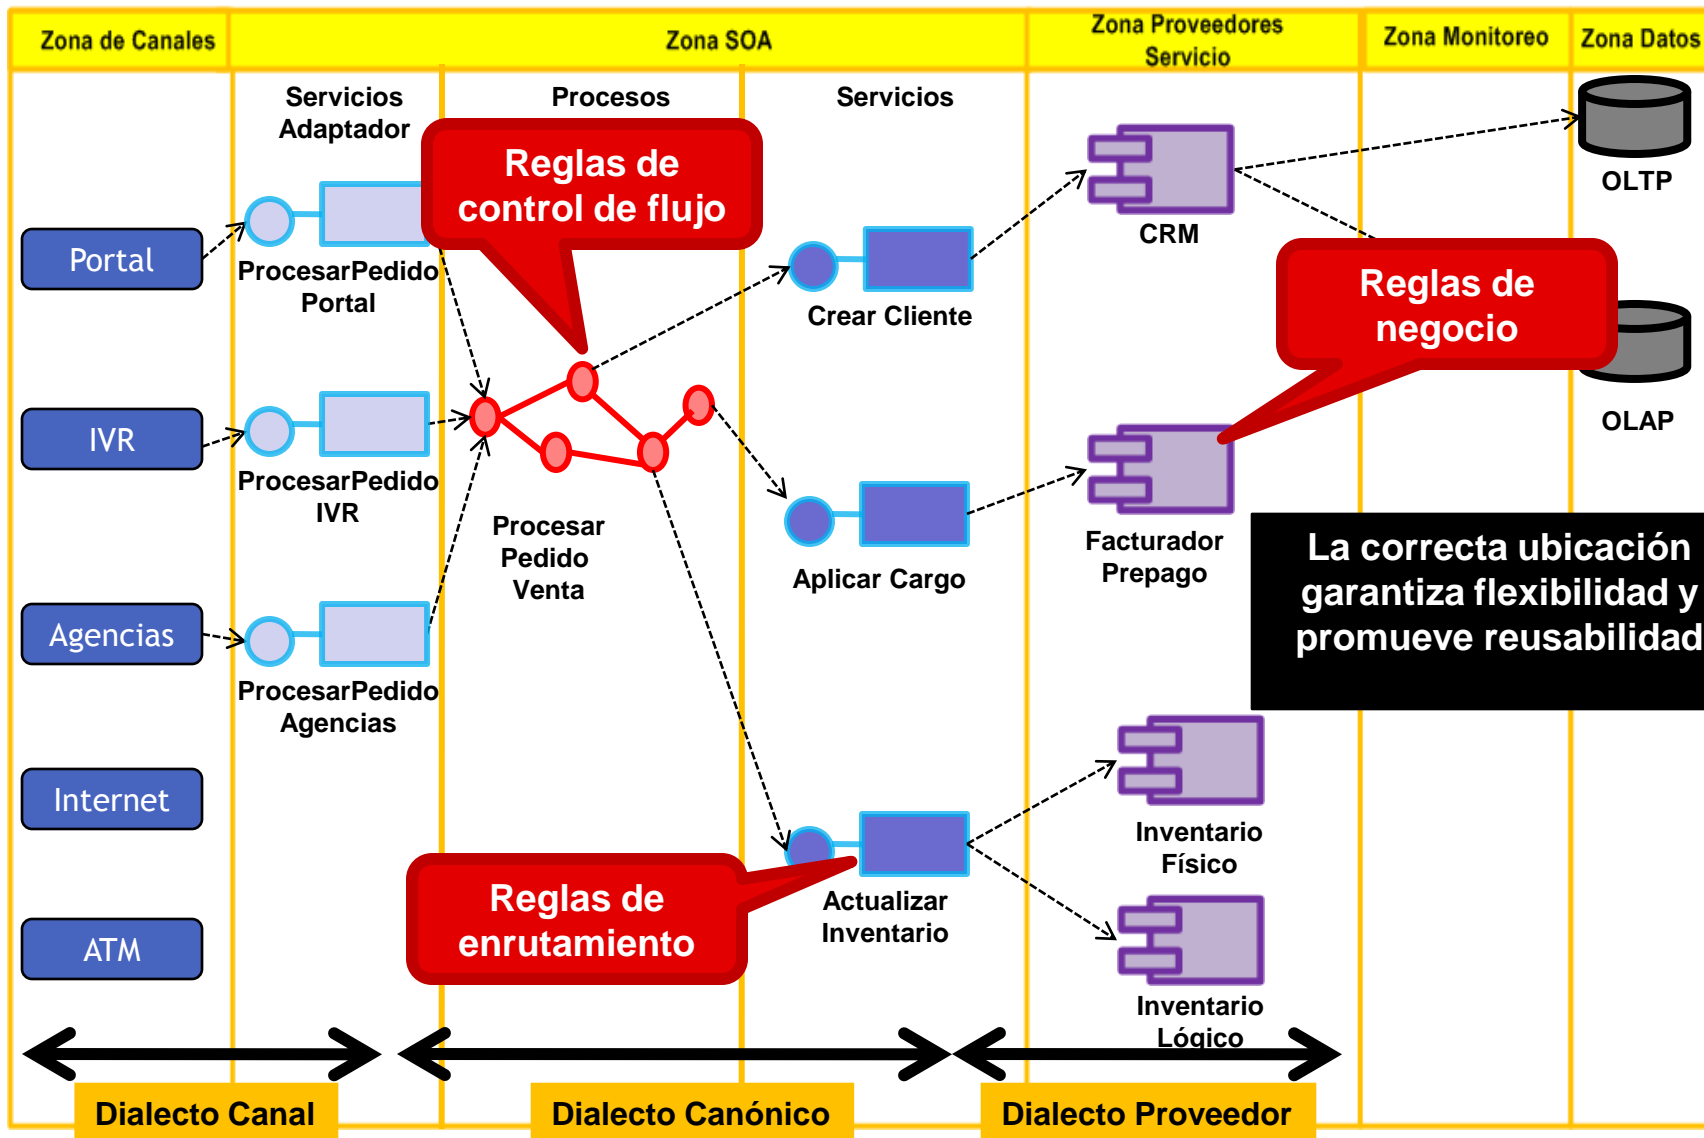 Zona de Canales
Zona SOA
Zona Proveedores
Servicio
Zona Monitoreo
Zona Datos
Servicios
Adaptador
Procesos
Servicios
Reglas de
control de flujo
Portal
ProcesarPedido
Portal
Crear Cliente
CRM
OLTP
Reglas de
negocio
IVR
ProcesarPedido
IVR
Procesar
Pedido
Venta
Aplicar Cargo
Facturador
Prepago
OLAP
La correcta ubicación
garantiza flexibilidad y
promueve reusabilidad
Agencias
ProcesarPedido
Agencias
Internet
ATM
Reglas de
enrutamiento
Actualizar
Inventario
Inventario
Físico
Inventario
Lógico
Dialecto Canal
Dialecto Canónico
Dialecto Proveedor